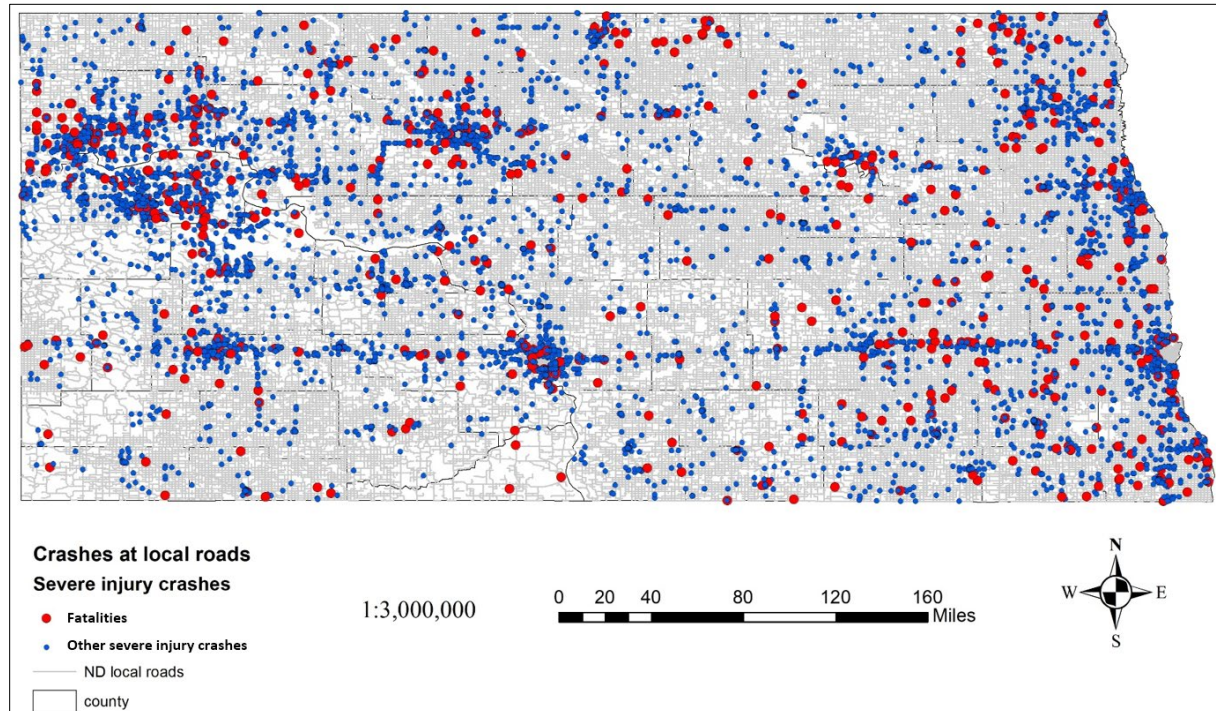 Crashes at local roads
Severe injury crashes
Fatalities
Other severe injury crashes
ND local roads
county
1:3,000,000
0 10 20 40 80 120 160
Miles
N
W E
S